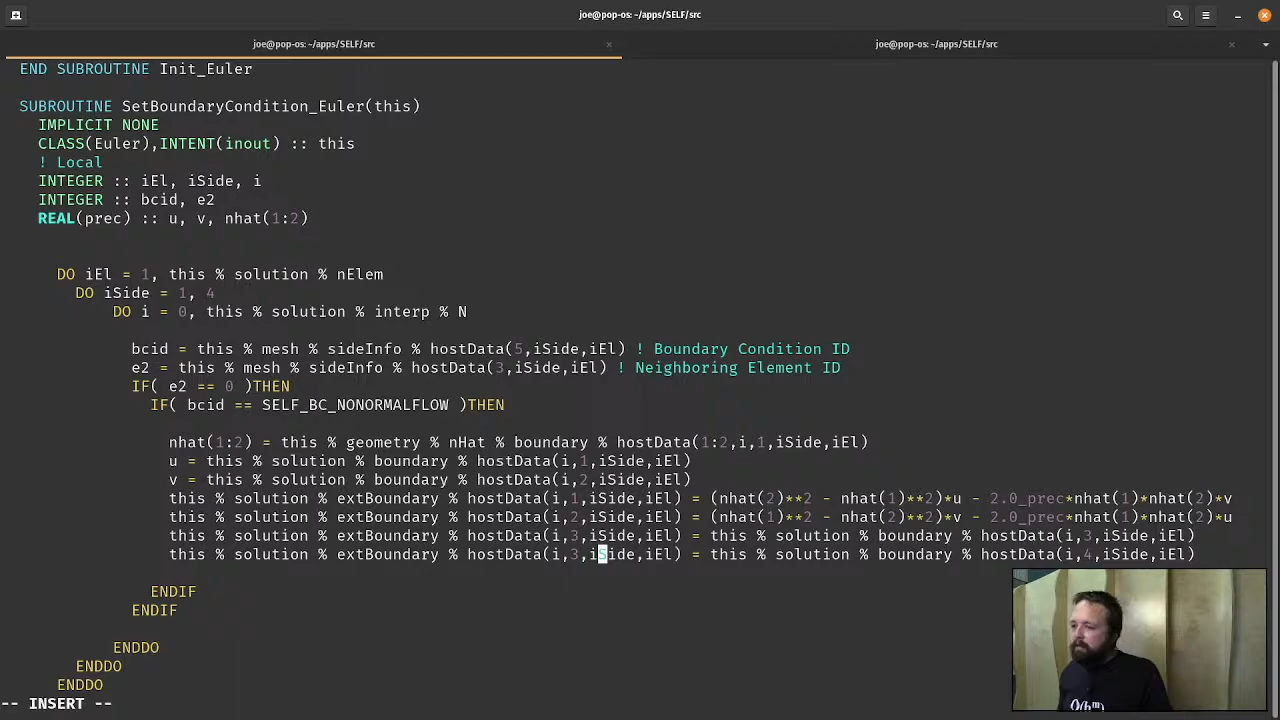 joe@pop-os: ~/apps/SELF/src
joe@pop-os: ~/apps/SELF/src
joe@pop-os: ~/apps/SELF/src
END SUBROUTINE Init_Euler
SUBROUTINE SetBoundaryCondition_Euler(this)
IMPLICIT NONE
CLASS(Euler),INTENT(inout) :: this
! Local
INTEGER :: iEl, iSide, i
INTEGER :: bcid, e2
REAL(prec) :: u, v, nhat(1:2)
DO iEl = 1, this % solution % nElem
DO iSide = 1, 4
DO i = 0, this % solution % interp % N
bcid = this % mesh % sideInfo % hostData(5,iSide,iEl) ! Boundary Condition ID
e2 = this % mesh % sideInfo % hostData(3,iSide,iEl) ! Neighboring Element ID
IF( e2 == 0 )THEN
IF( bcid == SELF_BC_NONORMALFLOW )THEN
nhat(1:2) = this % geometry % nHat % boundary % hostData(1:2,i,1,iSide,iEl)
u = this % solution % boundary % hostData(i,1,iSide,iEl)
v = this % solution % boundary % hostData(i,2,iSide,iEl)
this % solution % extBoundary % hostData(i,1,iSide,iEl) = (nhat(2)**2 - nhat(1)**2)*u - 2.0_prec*nhat(1)*nhat(2)*v
this % solution % extBoundary % hostData(i,2,iSide,iEl) = (nhat(1)**2 - nhat(2)**2)*v - 2.0_prec*nhat(1)*nhat(2)*u
this % solution % extBoundary % hostData(i,3,iSide,iEl) = this % solution % boundary % hostData(i,3,iSide,iEl)
this % solution % extBoundary % hostData(i,3,iSide,iEl) = this % solution % boundary % hostData(i,4,iSide,iEl)
ENDIF
ENDIF
ENDDO
ENDDO
ENDDO
-- INSERT --